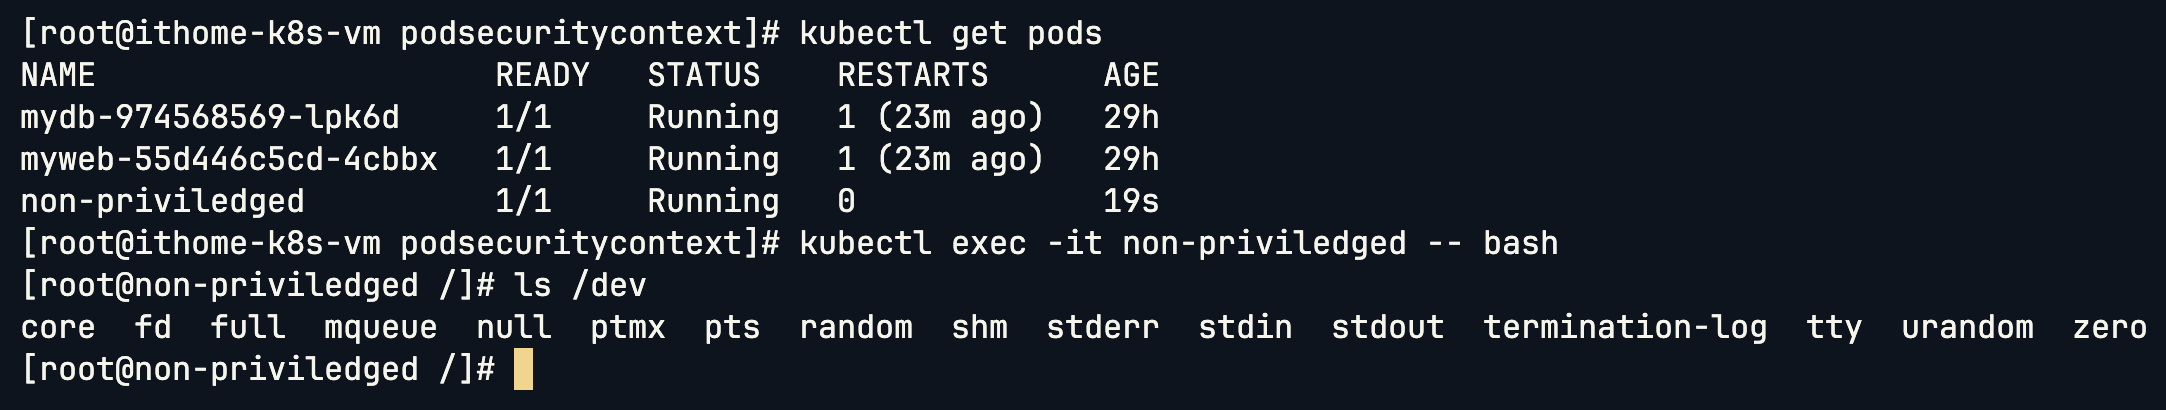 [root@ithome-k8s-vm podsecuritycontext]# kubectl get pods
NAME                     READY   STATUS    RESTARTS      AGE
mydb-974568569-lpk6d     1/1     Running   1 (23m ago)   29h
myweb-55d446c5cd-4cbbx   1/1     Running   1 (23m ago)   29h
non-priviledged          1/1     Running   0             19s
[root@ithome-k8s-vm podsecuritycontext]# kubectl exec -it non-priviledged -- bash
[root@non-priviledged /]# ls /dev
core  fd  full  mqueue  null  ptmx  pts  random  shm  stderr  stdin  stdout  termination-log  tty  urandom  zero
[root@non-priviledged /]#